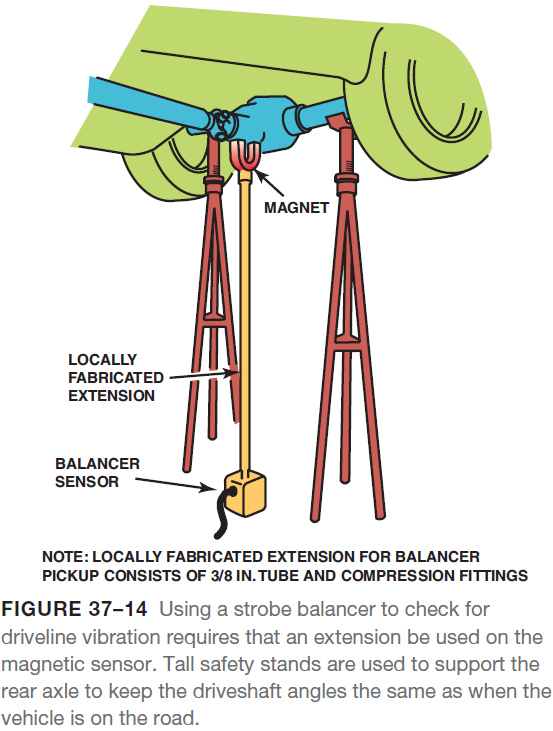 MAGNET
LOCALLY
FABRICATED
EXTENSION
BALANCER
SENSOR
NOTE: LOCALLY FABRICATED EXTENSION FOR BALANCER
PICKUP CONSISTS OF 3/8 IN. TUBE AND COMPRESSION FITTINGS
FIGURE 37–14 Using a strobe balancer to check for
driveline vibration requires that an extension be used on the
magnetic sensor. Tall safety stands are used to support the
rear axle to keep the driveshaft angles the same as when the
vehicle is on the road.